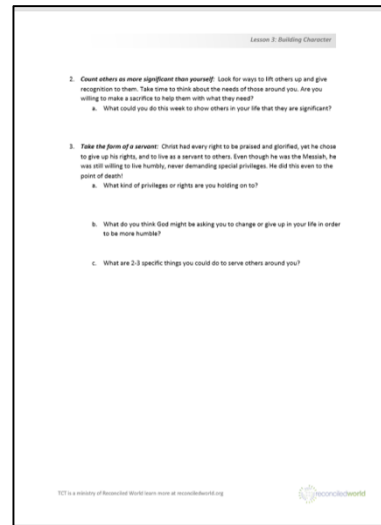 Lesson 3: Building Character
2. Count others as more significant than yourself: Look for ways to lift others up and give
recognition to them. Take time to think about the needs of those around you. Are you
willing to make a sacrifice to help them with what they need?
a. What could you do this week to show others in your life that they are significant?
3. Take the form of a servant: Christ had every right to be praised and glorified, yet he chose
to give up his rights, and to live as a servant to others. Even though he was the Messiah, he
was still willing to live humbly, never demanding special privileges. He did this even to the
point of death!
a. What kind of privileges or rights are you holding on to?
b. What do you think God might be asking you to change or give up in your life in order
to be more humble?
c. What are 2-3 specific things you could do to serve others around you?
TCT is a ministry of Reconciled World learn more at reconciledworld.org
reconciledworld